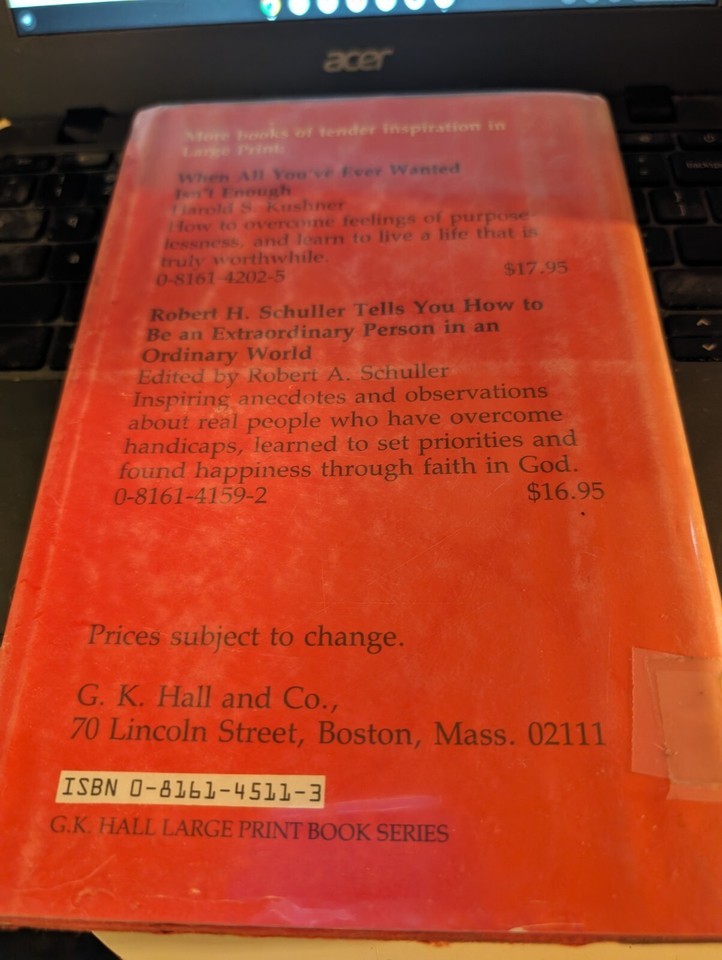 acer
More books of tender inspiration in
Large Print:
When All You've Ever Wanted
Isn't Enough
Harold S. Kushner
How to overcome feelings of purpose-
lessness, and learn to live a life that is
truly worthwhile.
0-8161-4202-5 $17.95
Robert H. Schuller Tells You How to
Be an Extraordinary Person in an
Ordinary World
Edited by Robert A. Schuller
Inspiring anecdotes and observations
about real people who have overcome
handicaps, learned to set priorities and
found happiness through faith in God.
0-8161-4159-2 $16.95
Prices subject to change.
G. K. Hall and Co.,
70 Lincoln Street, Boston, Mass. 02111
ISBN 0-8161-4511-3
G.K. HALL LARGE PRINT BOOK SERIES